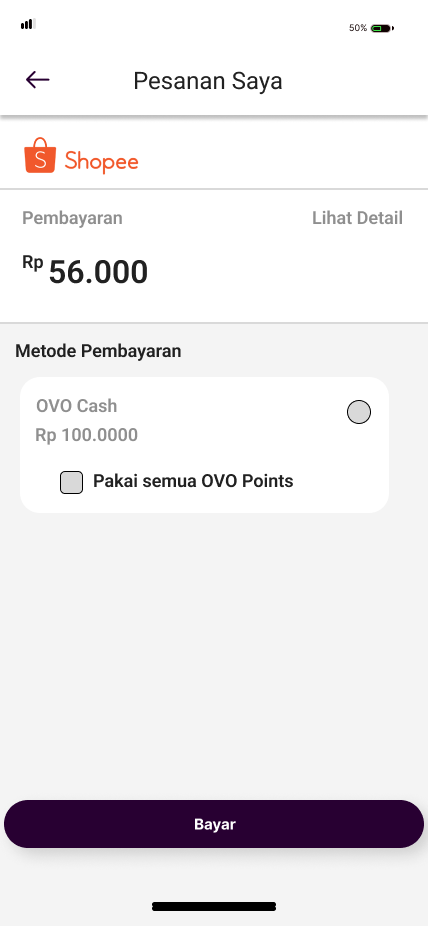 50%
Pesanan Saya
S Shopee
Pembayaran Lihat Detail
Rp 56.000
Metode Pembayaran
OVO Cash
Rp 100.0000
Pakai semua OVO Points
Bayar